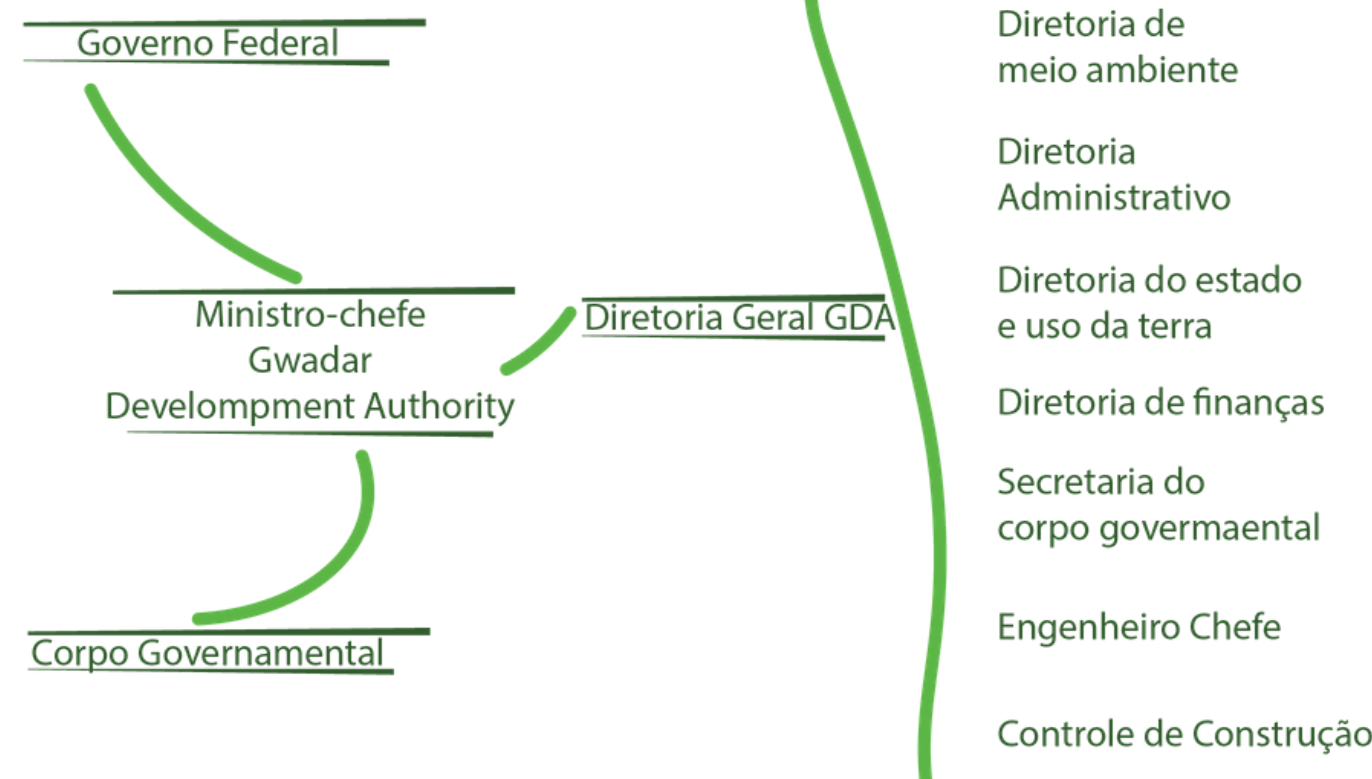 Governo Federal
Ministro-chefe
Gwadar
Develompment Authority
Corpo Governamental
Diretoria Geral GDA
Diretoria de
meio ambiente
Diretoria
Administrativo
Diretoria do estado
e uso da terra
Diretoria de finanças
Secretaria do
corpo govermaental
Engenheiro Chefe
Controle de Construção